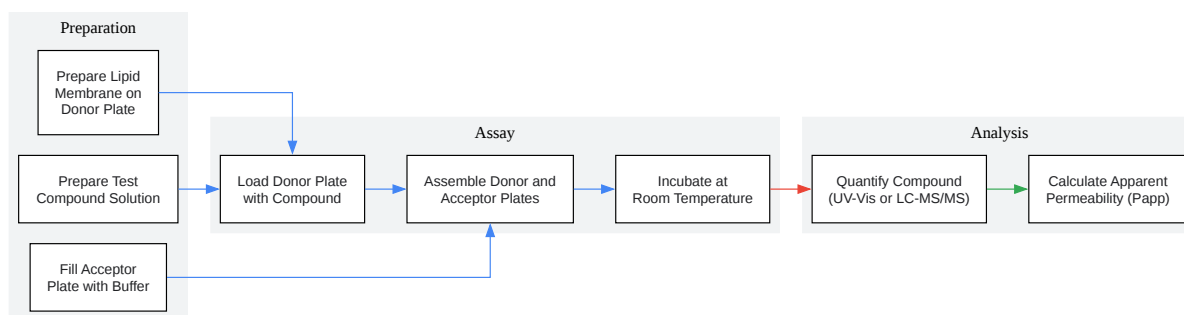 Preparation
Prepare Lipid
Membrane on
Donor Plate
Prepare Test
Compound Solution
Fill Acceptor
Plate with Buffer
Assay
Load Donor Plate
with Compound
Assemble Donor and
Acceptor Plates
Incubate at
Room Temperature
Analysis
Quantify Compound
(UV-Vis or LC-MS/MS)
Calculate Apparent
Permeability (Papp)